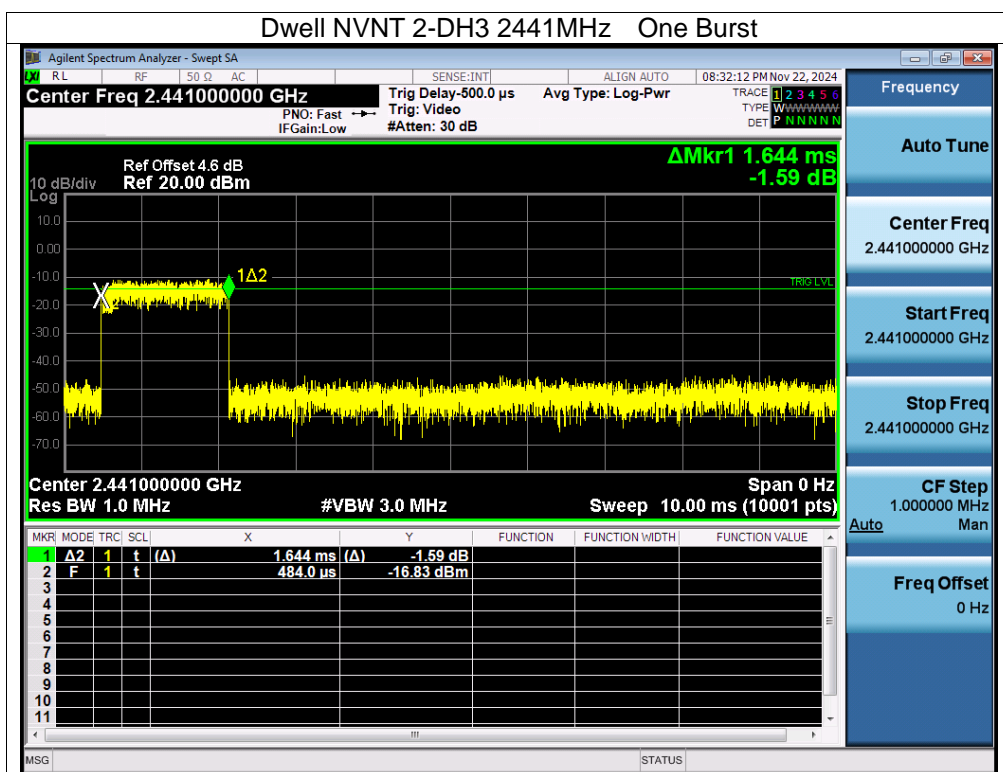 Dwell NVNT 2-DH3 2441MHz One Burst
Agilent Spectrum Analyzer - Swept SA
LXI RL RF 50 Ω AC SENSE:INT ALIGN AUTO 08:32:12 PM Nov 22, 2024
Center Freq 2.441000000 GHz Trig Delay-500.0 µs Avg Type: Log-Pwr TRACE 1 2 3 4 5 6
PNO: Fast Trig: Video TYPE WWWWWW
IFGain:Low #Atten: 30 dB DET P N N N N N
ΔMkr1 1.644 ms
-1.59 dB
Ref Offset 4.6 dB
10 dB/div Ref 20.00 dBm
Log
10.0
0.00
-10.0
1Δ2
TRIG LVL
2
-20.0
-30.0
-40.0
-50.0
-60.0
-70.0
Center 2.441000000 GHz Span 0 Hz
Res BW 1.0 MHz #VBW 3.0 MHz Sweep 10.00 ms (10001 pts)
MKR MODE TRC SCL X Y FUNCTION FUNCTION WIDTH FUNCTION VALUE
1 Δ2 1 t (Δ) 1.644 ms (Δ) -1.59 dB
2 F 1 t 484.0 µs -16.83 dBm
3
4
5
6
7
8
9
10
11
MSG STATUS
Frequency
Auto Tune
Center Freq
2.441000000 GHz
Start Freq
2.441000000 GHz
Stop Freq
2.441000000 GHz
CF Step
1.000000 MHz
Auto Man
Freq Offset
0 Hz